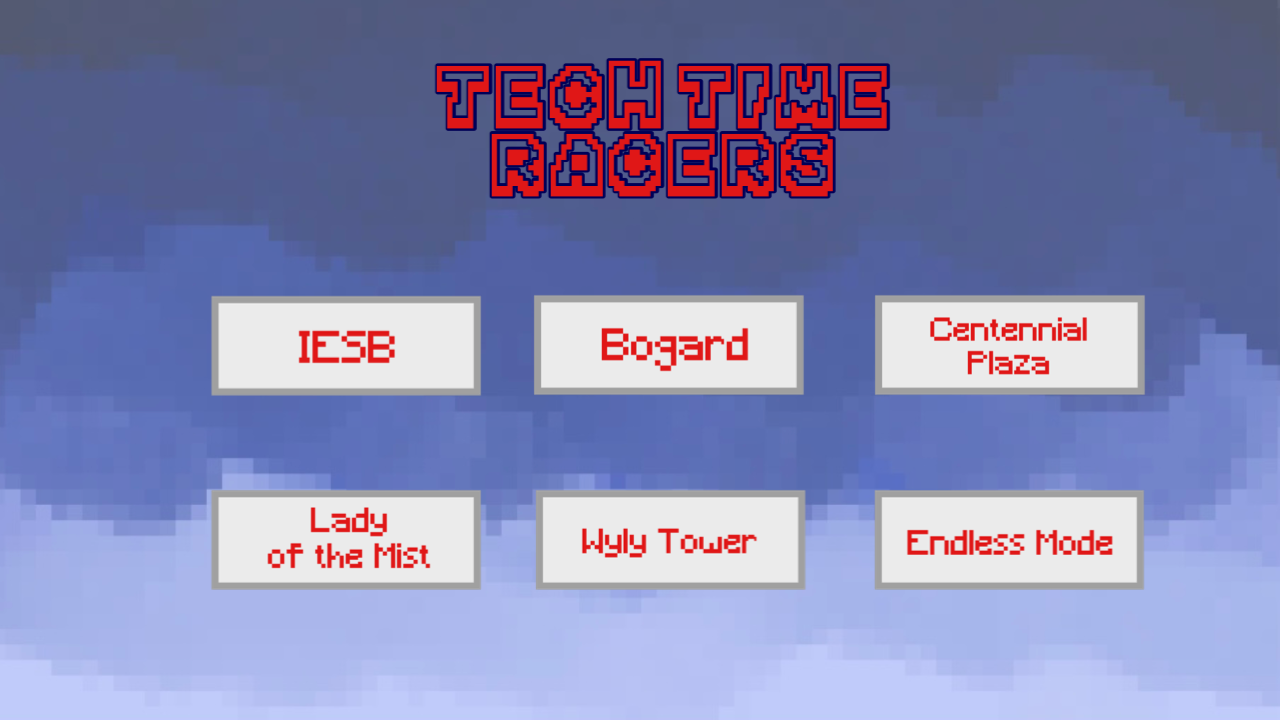 TECH TIME
RACERS
IESB
Bogard
Centennial
Plaza
Lady
of the Mist
Wyly Tower
Endless Mode